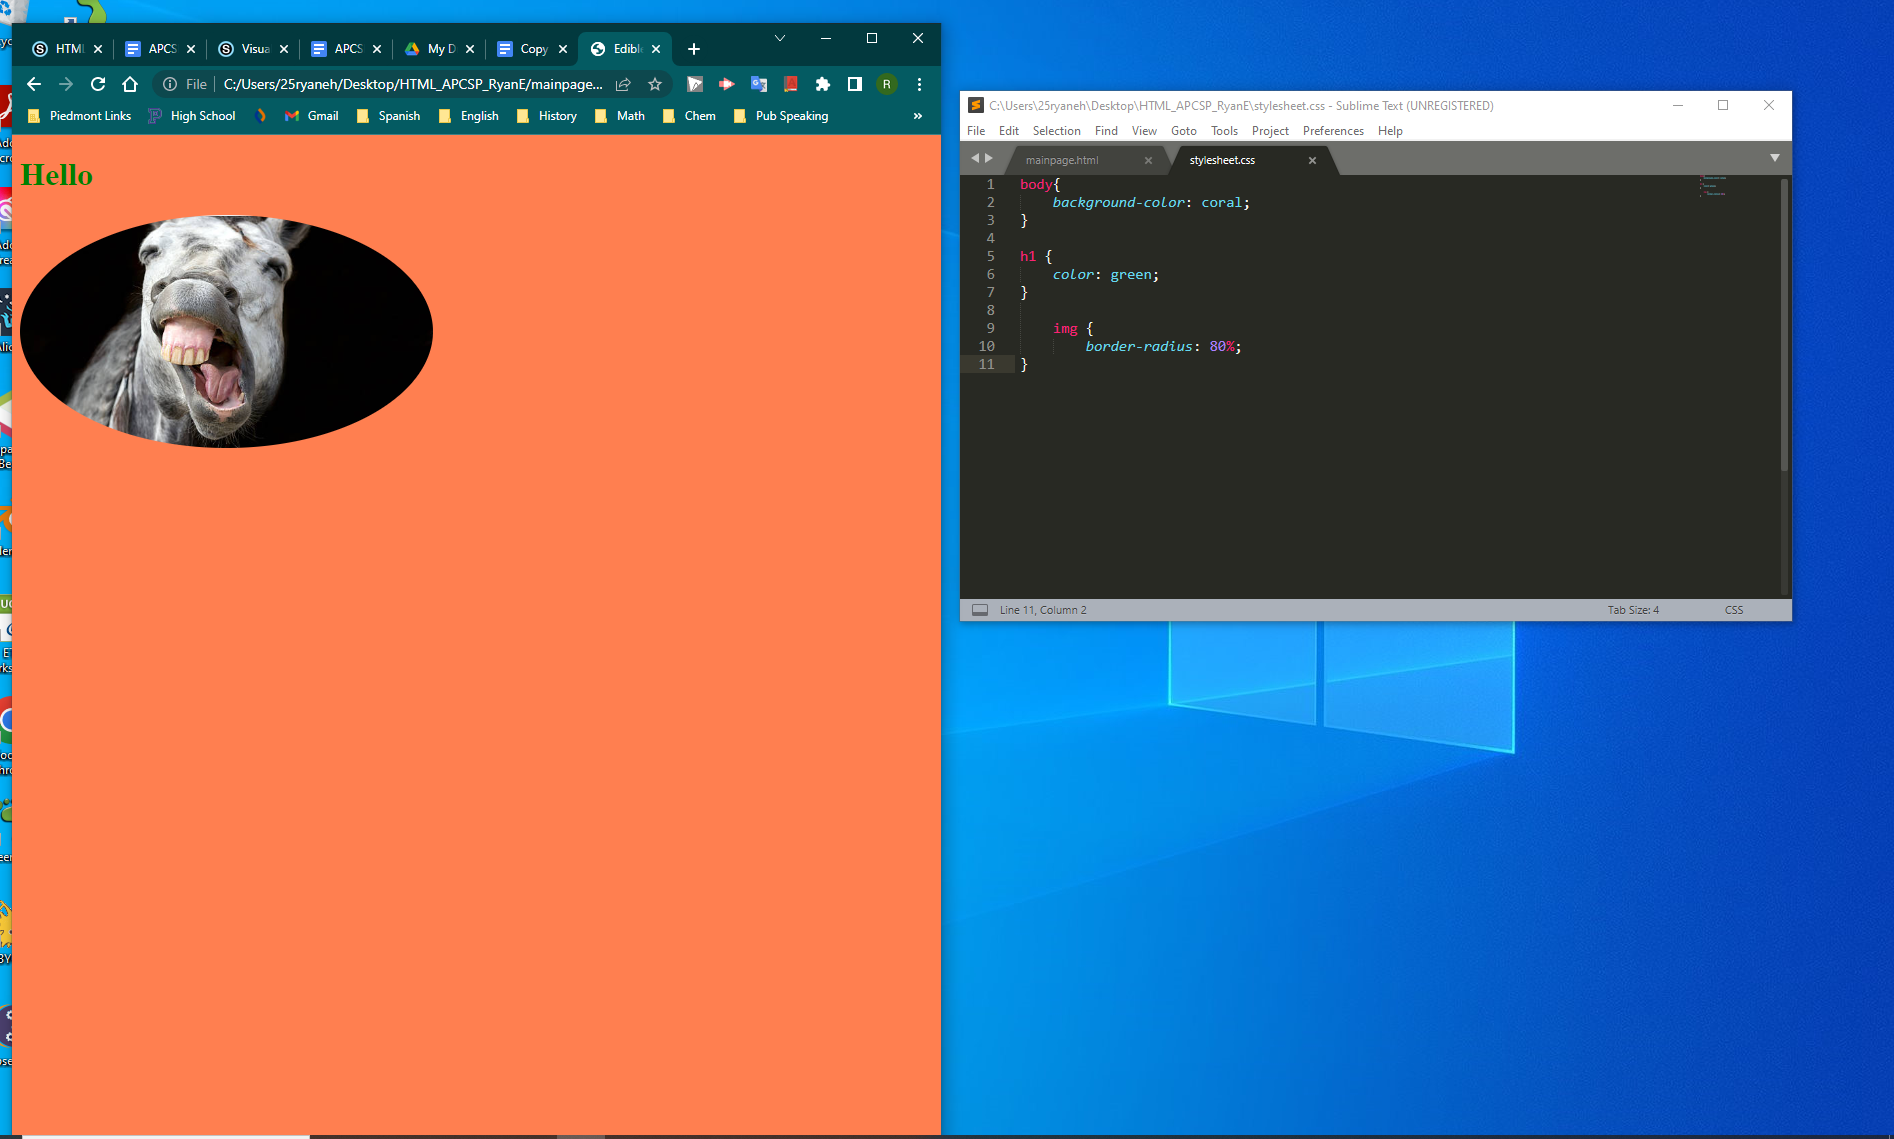 HTML
APCS
Visua
APCS
My D
Copy
Edible
File
C:/Users/25ryaneh/Desktop/HTML_APCSP_RyanE/mainpage...
R
Piedmont Links
High School
Gmail
Spanish
English
History
Math
Chem
Pub Speaking
»
Hello
C:\Users\25ryaneh\Desktop\HTML_APCSP_RyanE\stylesheet.css - Sublime Text (UNREGISTERED)
File Edit Selection Find View Goto Tools Project Preferences Help
mainpage.html
stylesheet.css
1 body{
2 background-color: coral;
3 }
4
5 h1 {
6 color: green;
7 }
8
9 img {
10 border-radius: 80%;
11 }
Line 11, Column 2
Tab Size: 4
CSS